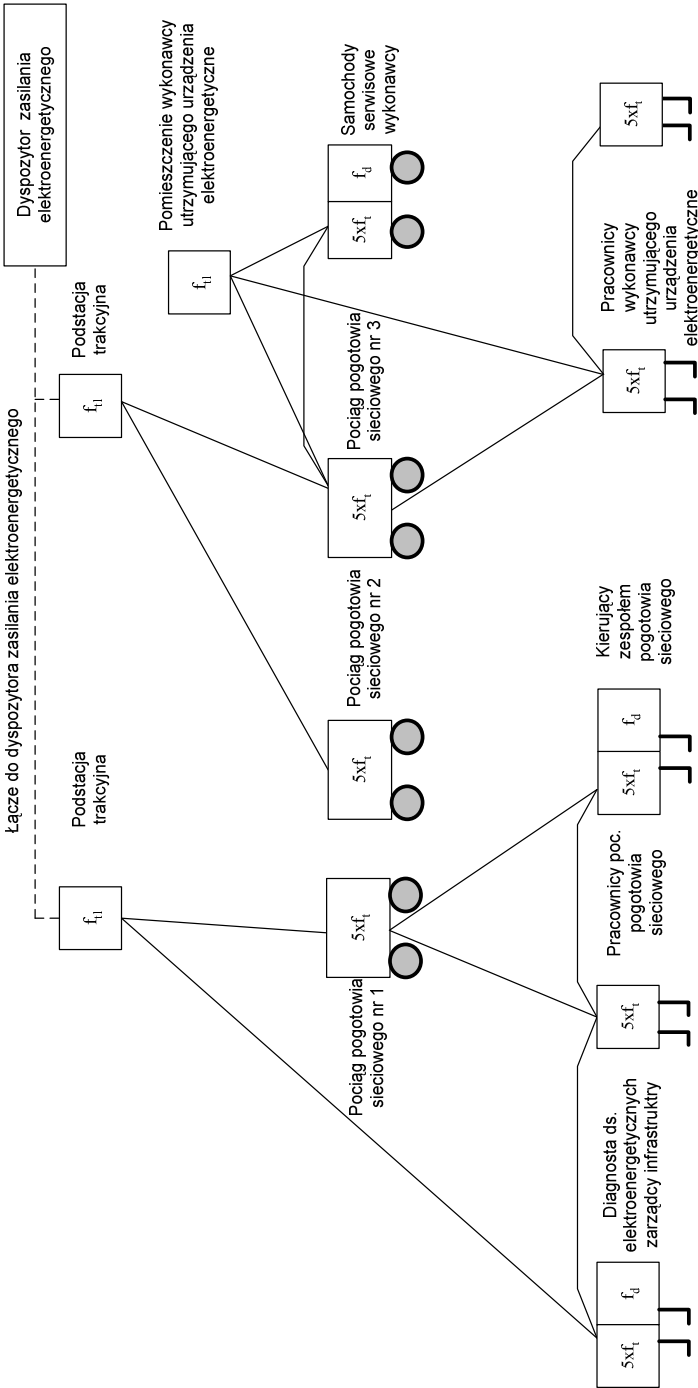 Łącze do dyspozytora zasilania elektroenergetycznego
Dyspozytor zasilania
elektroenergetycznego
Podstacja
trakcyjna
f_t1
Podstacja
trakcyjna
f_t1
Pomieszczenie wykonawcy
utrzymującego urządzenia
elektroenergetyczne
f_t1
Pociąg pogotowia
sieciowego nr 1
5xf_t
Pociąg pogotowia
sieciowego nr 2
5xf_t
Pociąg pogotowia
sieciowego nr 3
5xf_t
Samochody
serwisowe
wykonawcy
5xf_t
f_d
Diagnosta ds.
elektroenergetycznych
zarządcy infrastruktry
5xf_t
f_d
Pracownicy poc.
pogotowia
sieciowego
5xf_t
Kierujący
zespołem
pogotowia
sieciowego
5xf_t
f_d
Pracownicy
wykonawcy
utrzymującego
urządzenia
elektroenergetyczne
5xf_t
5xf_t